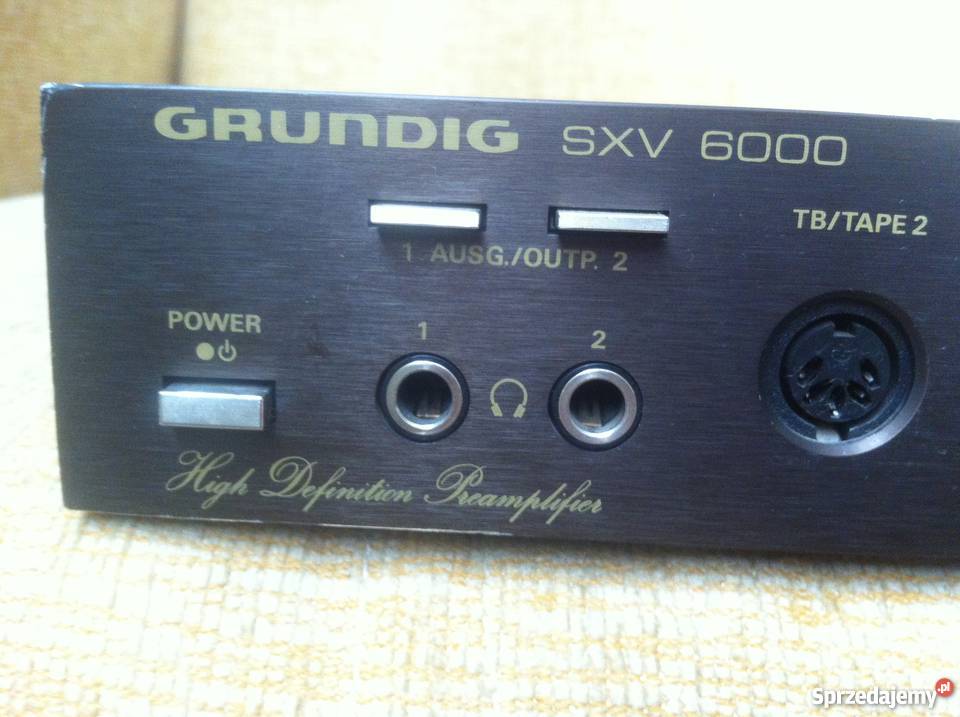 GRUNDIG SXV 6000
1 AUSG./OUTP. 2
TB/TAPE 2
POWER
1
2
High Definition Preamplifier
Sprzedajemy.pl